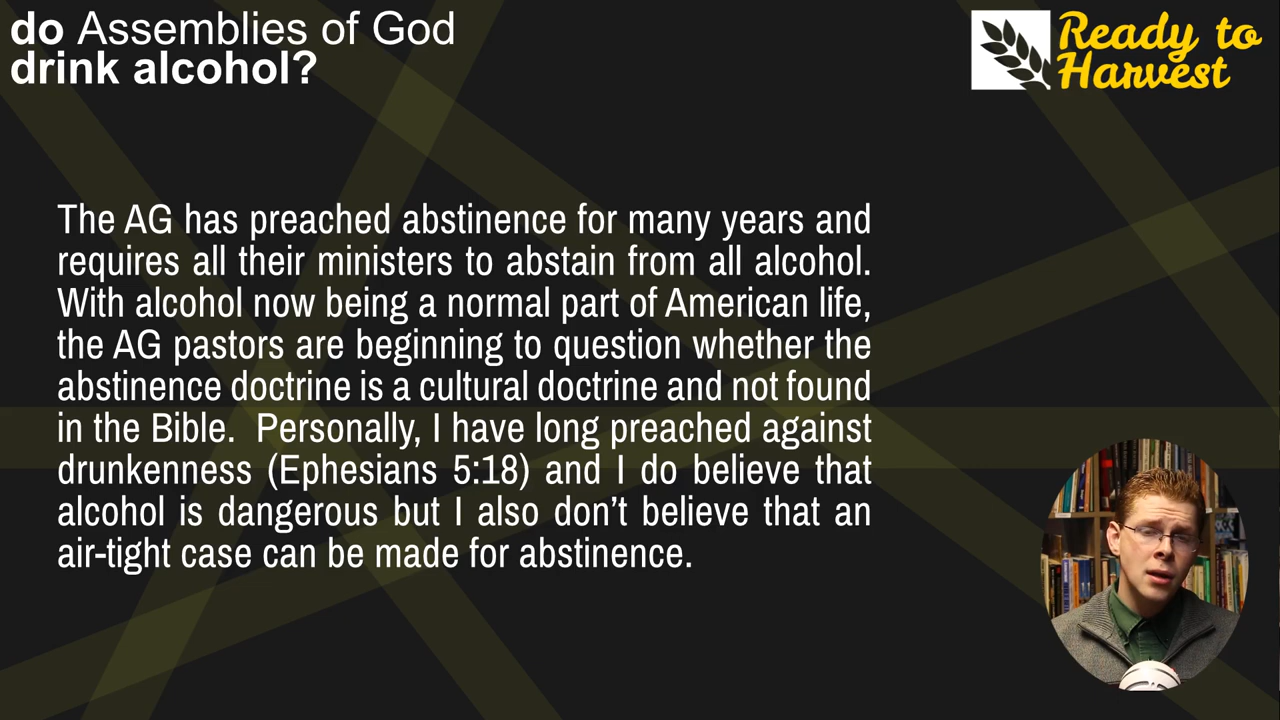 do Assemblies of God
drink alcohol?
Ready to
Harvest
The AG has preached abstinence for many years and
requires all their ministers to abstain from all alcohol.
With alcohol now being a normal part of American life,
the AG pastors are beginning to question whether the
abstinence doctrine is a cultural doctrine and not found
in the Bible.  Personally, I have long preached against
drunkenness (Ephesians 5:18) and I do believe that
alcohol is dangerous but I also don’t believe that an
air-tight case can be made for abstinence.